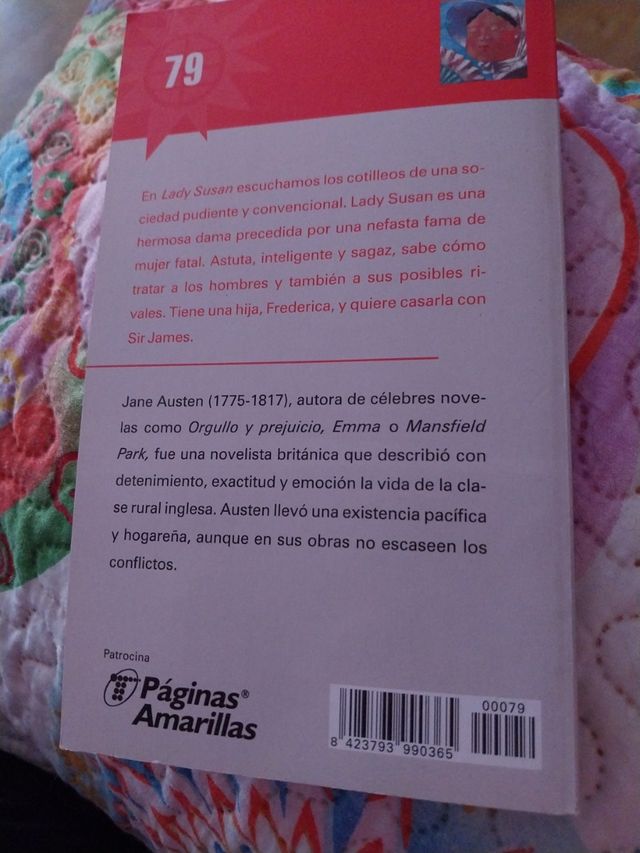 79
En Lady Susan escuchamos los cotilleos de una so-
ciedad pudiente y convencional. Lady Susan es una
hermosa dama precedida por una nefasta fama de
mujer fatal. Astuta, inteligente y sagaz, sabe cómo
tratar a los hombres y también a sus posibles ri-
vales. Tiene una hija, Frederica, y quiere casarla con
Sir James.
Jane Austen (1775-1817), autora de célebres nove-
las como Orgullo y prejuicio, Emma o Mansfield
Park, fue una novelista británica que describió con
detenimiento, exactitud y emoción la vida de la cla-
se rural inglesa. Austen llevó una existencia pacífica
y hogareña, aunque en sus obras no escaseen los
conflictos.
Patrocina
Páginas®
Amarillas
00079
8 423793 990365